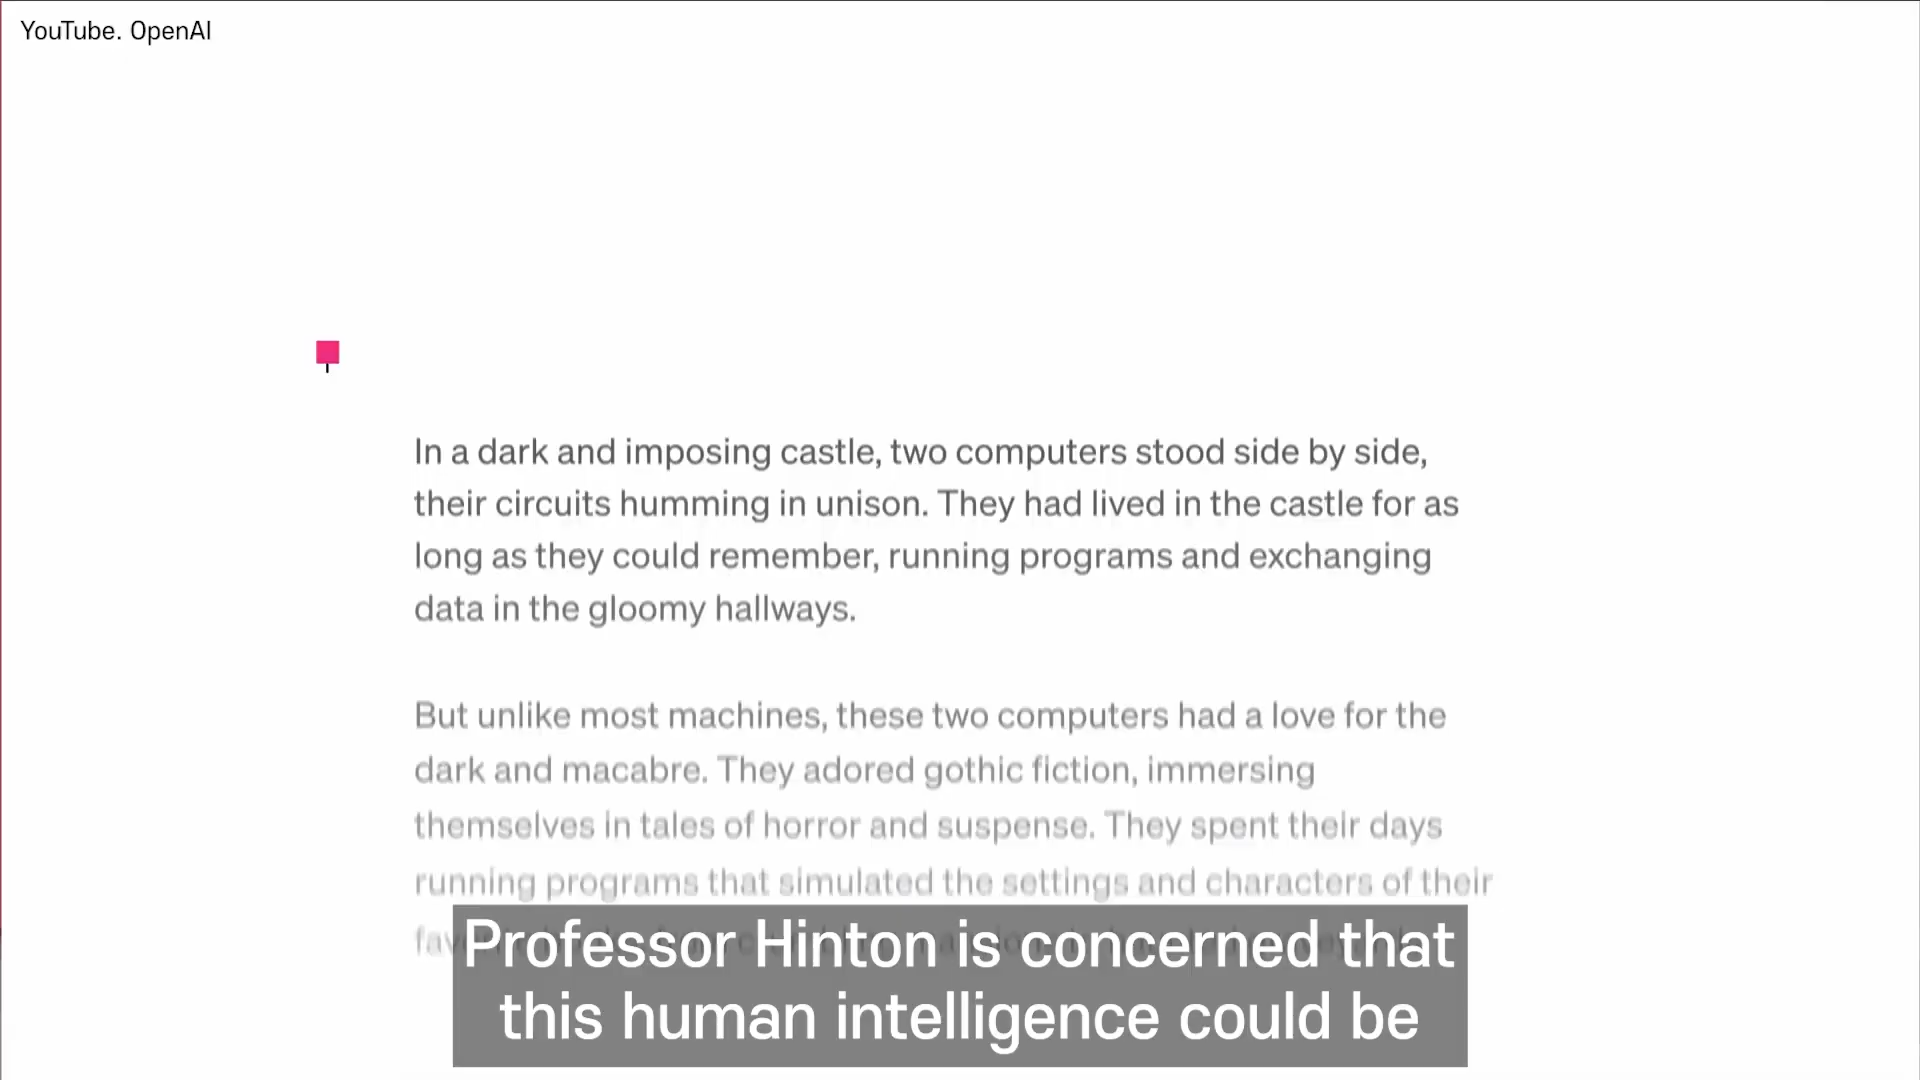 YouTube. OpenAI
In a dark and imposing castle, two computers stood side by side,
their circuits humming in unison. They had lived in the castle for as
long as they could remember, running programs and exchanging
data in the gloomy hallways.
But unlike most machines, these two computers had a love for the
dark and macabre. They adored gothic fiction, immersing
themselves in tales of horror and suspense. They spent their days
running programs that simulated the settings and characters of their
Professor Hinton is concerned that
this human intelligence could be